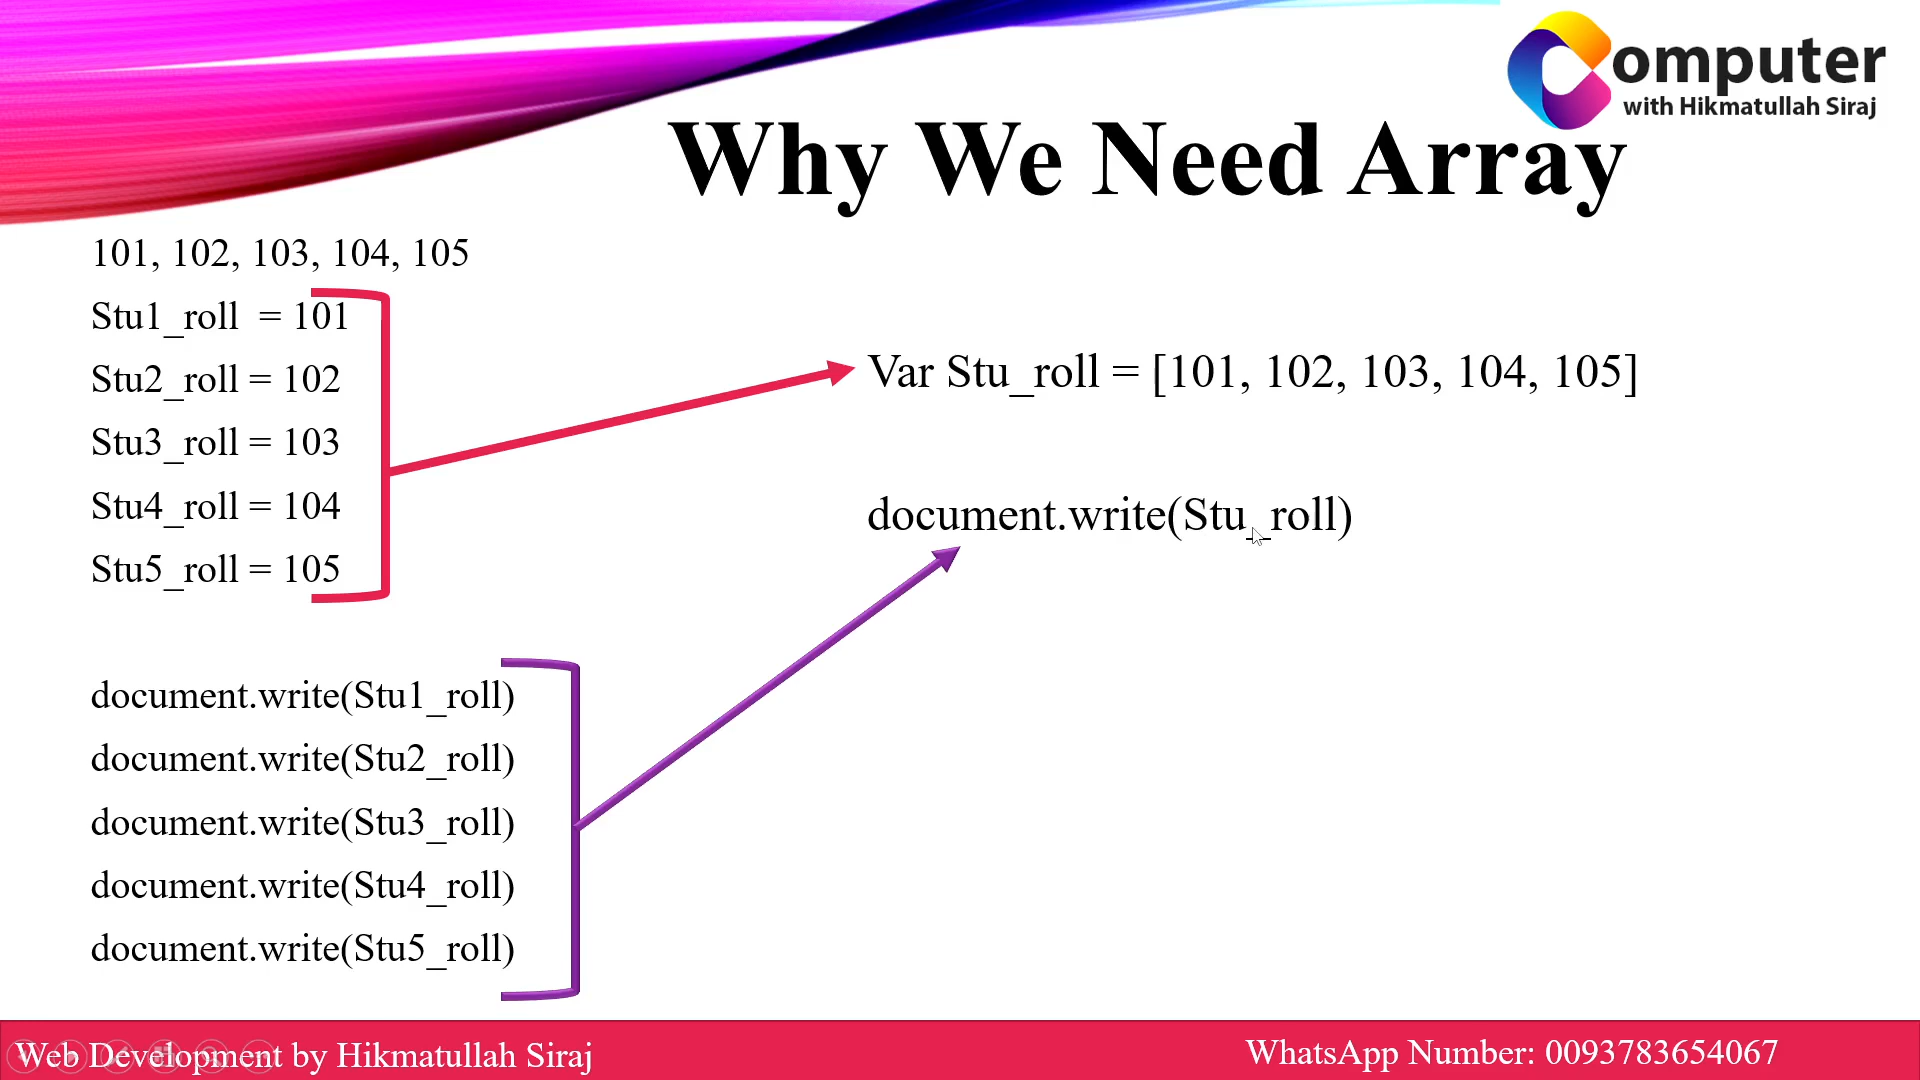 Computer
with Hikmatullah Siraj
Why We Need Array
101, 102, 103, 104, 105
Stu1_roll  = 101
Stu2_roll = 102
Stu3_roll = 103
Stu4_roll = 104
Stu5_roll = 105
document.write(Stu1_roll)
document.write(Stu2_roll)
document.write(Stu3_roll)
document.write(Stu4_roll)
document.write(Stu5_roll)
Var Stu_roll = [101, 102, 103, 104, 105]
document.write(Stu_roll)
Web Development by Hikmatullah Siraj
WhatsApp Number: 0093783654067